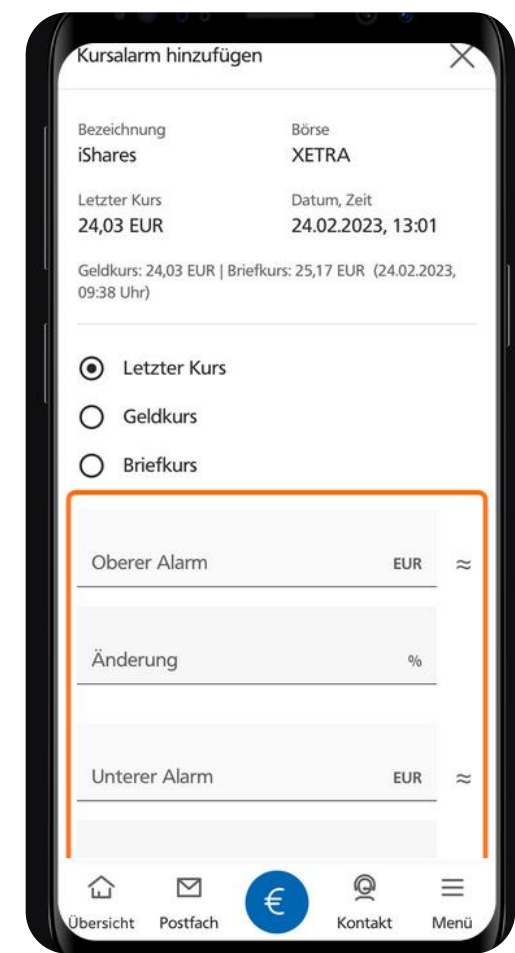 Kursalarm hinzufügen
Bezeichnung Börse
iShares XETRA
Letzter Kurs Datum, Zeit
24,03 EUR 24.02.2023, 13:01
Geldkurs: 24,03 EUR | Briefkurs: 25,17 EUR (24.02.2023,
09:38 Uhr)
Letzter Kurs
Geldkurs
Briefkurs
Oberer Alarm EUR ≈
Änderung %
Unterer Alarm EUR ≈
€
Übersicht Postfach Kontakt Menü